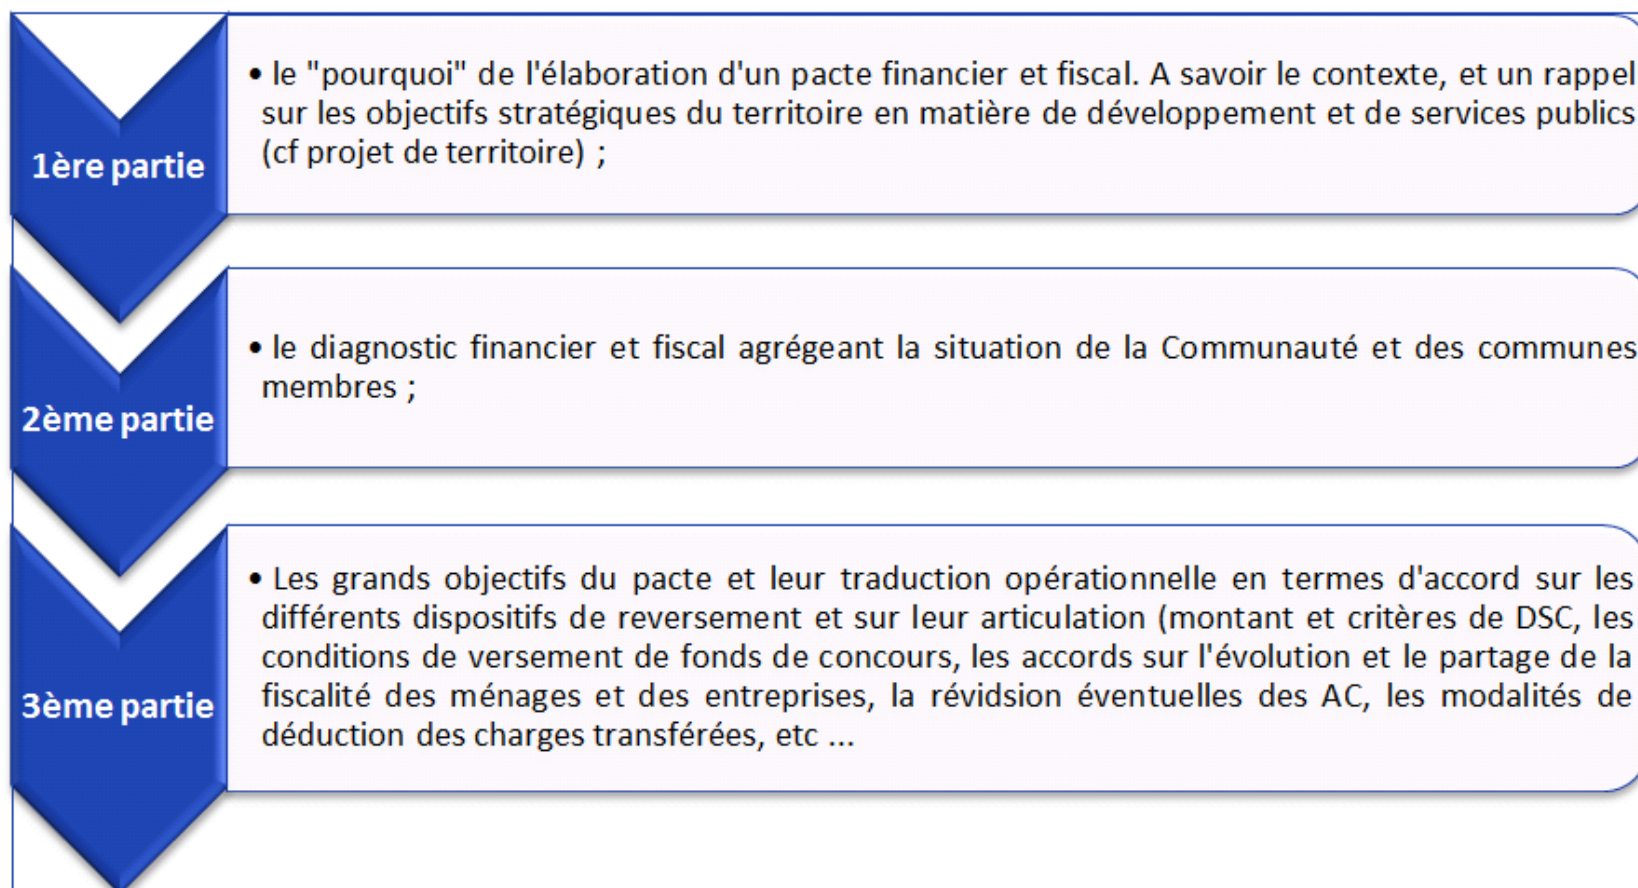 1ère partie
• le "pourquoi" de l'élaboration d'un pacte financier et fiscal. A savoir le contexte, et un rappel
sur les objectifs stratégiques du territoire en matière de développement et de services publics
(cf projet de territoire) ;
2ème partie
• le diagnostic financier et fiscal agrégeant la situation de la Communauté et des communes
membres ;
3ème partie
• Les grands objectifs du pacte et leur traduction opérationnelle en termes d'accord sur les
différents dispositifs de reversement et sur leur articulation (montant et critères de DSC, les
conditions de versement de fonds de concours, les accords sur l'évolution et le partage de la
fiscalité des ménages et des entreprises, la révidsion éventuelles des AC, les modalités de
déduction des charges transférées, etc ...